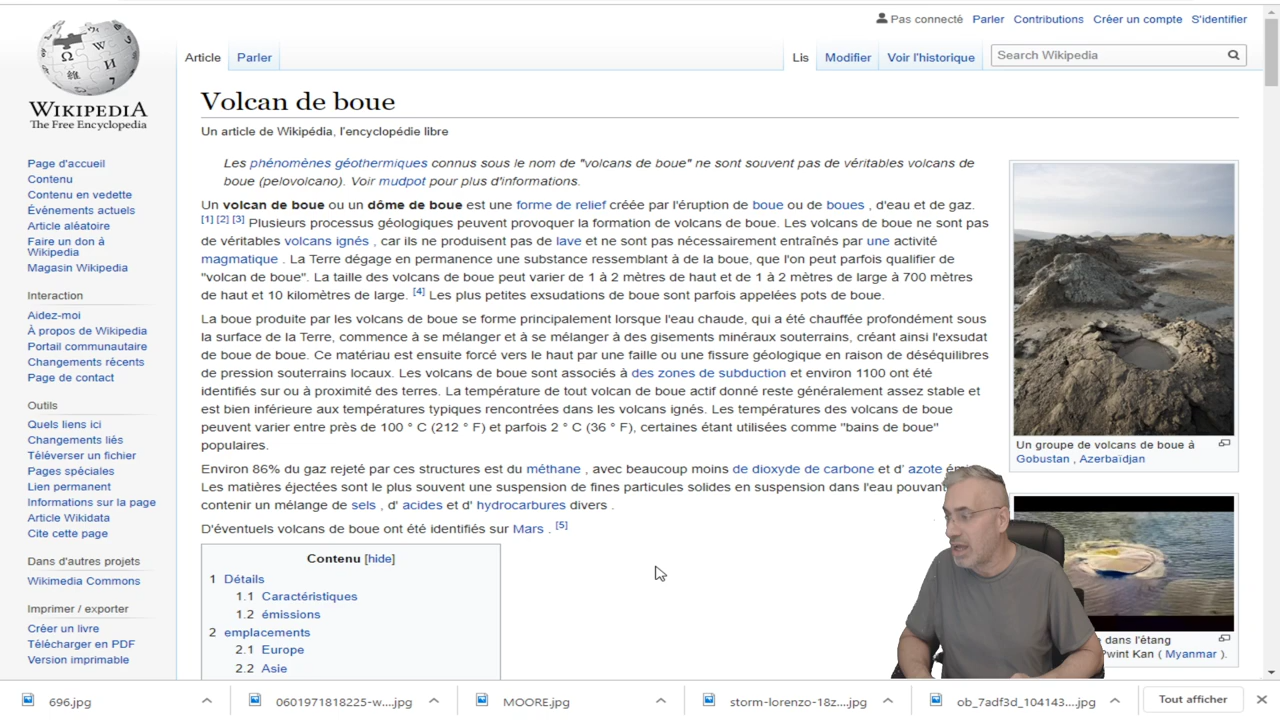 Pas connecté Parler Contributions Créer un compte S'identifier
Article Parler Lis Modifier Voir l'historique Search Wikipedia
WIKIPEDIA
The Free Encyclopedia
Page d'accueil
Contenu
Contenu en vedette
Événements actuels
Article aléatoire
Faire un don à
Wikipedia
Magasin Wikipedia
Interaction
Aidez-moi
À propos de Wikipedia
Portail communautaire
Changements récents
Page de contact
Outils
Quels liens ici
Changements liés
Téléverser un fichier
Pages spéciales
Lien permanent
Informations sur la page
Article Wikidata
Cite cette page
Dans d'autres projets
Wikimedia Commons
Imprimer / exporter
Créer un livre
Télécharger en PDF
Version imprimable
Volcan de boue
Un article de Wikipédia, l'encyclopédie libre
Les phénomènes géothermiques connus sous le nom de "volcans de boue" ne sont souvent pas de véritables volcans de
boue (pelovolcano). Voir mudpot pour plus d'informations.
Un volcan de boue ou un dôme de boue est une forme de relief créée par l'éruption de boue ou de boues , d'eau et de gaz.
[1] [2] [3] Plusieurs processus géologiques peuvent provoquer la formation de volcans de boue. Les volcans de boue ne sont pas
de véritables volcans ignés , car ils ne produisent pas de lave et ne sont pas nécessairement entraînés par une activité
magmatique . La Terre dégage en permanence une substance ressemblant à de la boue, que l'on peut parfois qualifier de
"volcan de boue". La taille des volcans de boue peut varier de 1 à 2 mètres de haut et de 1 à 2 mètres de large à 700 mètres
de haut et 10 kilomètres de large. [4] Les plus petites exsudations de boue sont parfois appelées pots de boue.
La boue produite par les volcans de boue se forme principalement lorsque l'eau chaude, qui a été chauffée profondément sous
la surface de la Terre, commence à se mélanger et à se mélanger à des gisements minéraux souterrains, créant ainsi l'exsudat
de boue de boue. Ce matériau est ensuite forcé vers le haut par une faille ou une fissure géologique en raison de déséquilibres
de pression souterrains locaux. Les volcans de boue sont associés à des zones de subduction et environ 1100 ont été
identifiés sur ou à proximité des terres. La température de tout volcan de boue actif donné reste généralement assez stable et
est bien inférieure aux températures typiques rencontrées dans les volcans ignés. Les températures des volcans de boue
peuvent varier entre près de 100 ° C (212 ° F) et parfois 2 ° C (36 ° F), certaines étant utilisées comme "bains de boue"
populaires.
Environ 86% du gaz rejeté par ces structures est du méthane , avec beaucoup moins de dioxyde de carbone et d' azote
Les matières éjectées sont le plus souvent une suspension de fines particules solides en suspension dans l'eau pouvant
contenir un mélange de sels , d' acides et d' hydrocarbures divers .
D'éventuels volcans de boue ont été identifiés sur Mars . [5]
Contenu [hide]
1 Détails
1.1 Caractéristiques
1.2 émissions
2 emplacements
2.1 Europe
2.2 Asie
Un groupe de volcans de boue à
Gobustan , Azerbaïdjan
dans l'étang
Pwint Kan ( Myanmar ).
696.jpg 0601971818225-w....jpg MOORE.jpg storm-lorenzo-18z....jpg ob_7adf3d_104143....jpg Tout afficher